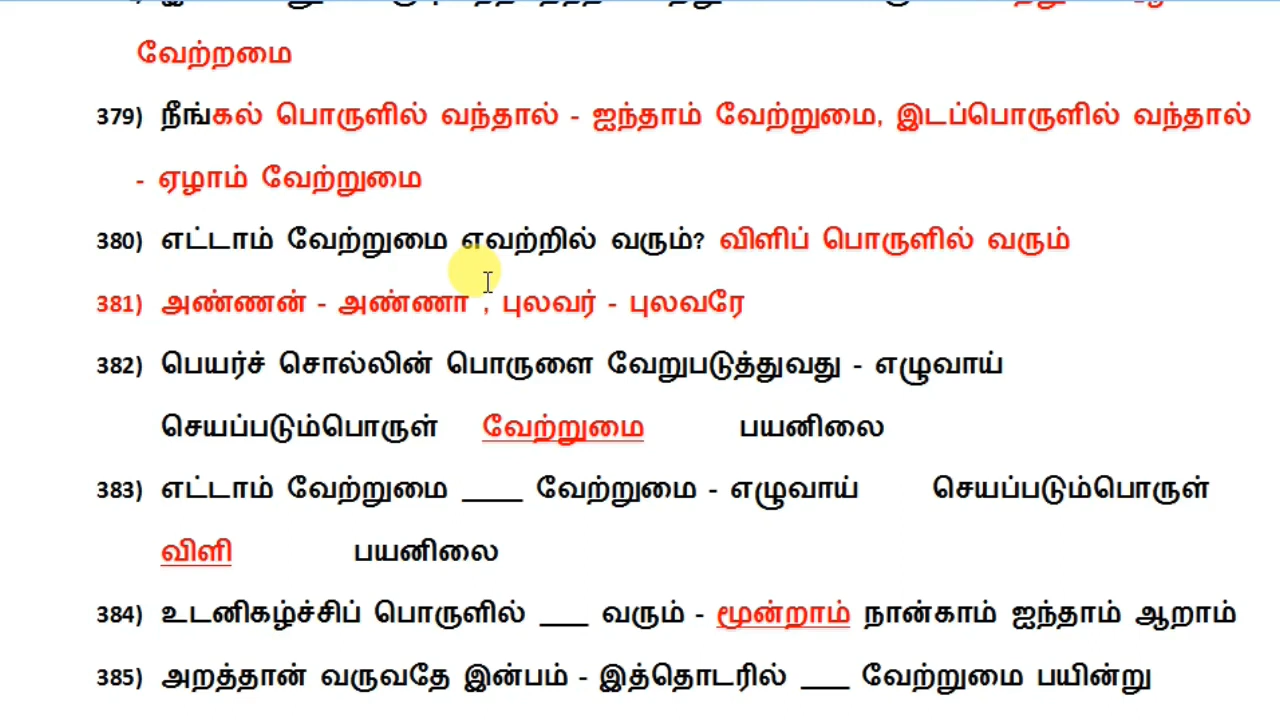 வேற்றமை
379) நீங்கல் பொருளில் வந்தால் - ஐந்தாம் வேற்றுமை, இடப்பொருளில் வந்தால்
- ஏழாம் வேற்றுமை
380) எட்டாம் வேற்றுமை எவற்றில் வரும்? விளிப் பொருளில் வரும்
381) அண்ணன் - அண்ணா , புலவர் - புலவரே
382) பெயர்ச் சொல்லின் பொருளை வேறுபடுத்துவது - எழுவாய்
செயப்படும்பொருள் வேற்றுமை பயனிலை
383) எட்டாம் வேற்றுமை ____ வேற்றுமை - எழுவாய் செயப்படும்பொருள்
விளி பயனிலை
384) உடனிகழ்ச்சிப் பொருளில் ___ வரும் - மூன்றாம் நான்காம் ஐந்தாம் ஆறாம்
385) அறத்தான் வருவதே இன்பம் - இத்தொடரில் ___ வேற்றுமை பயின்று